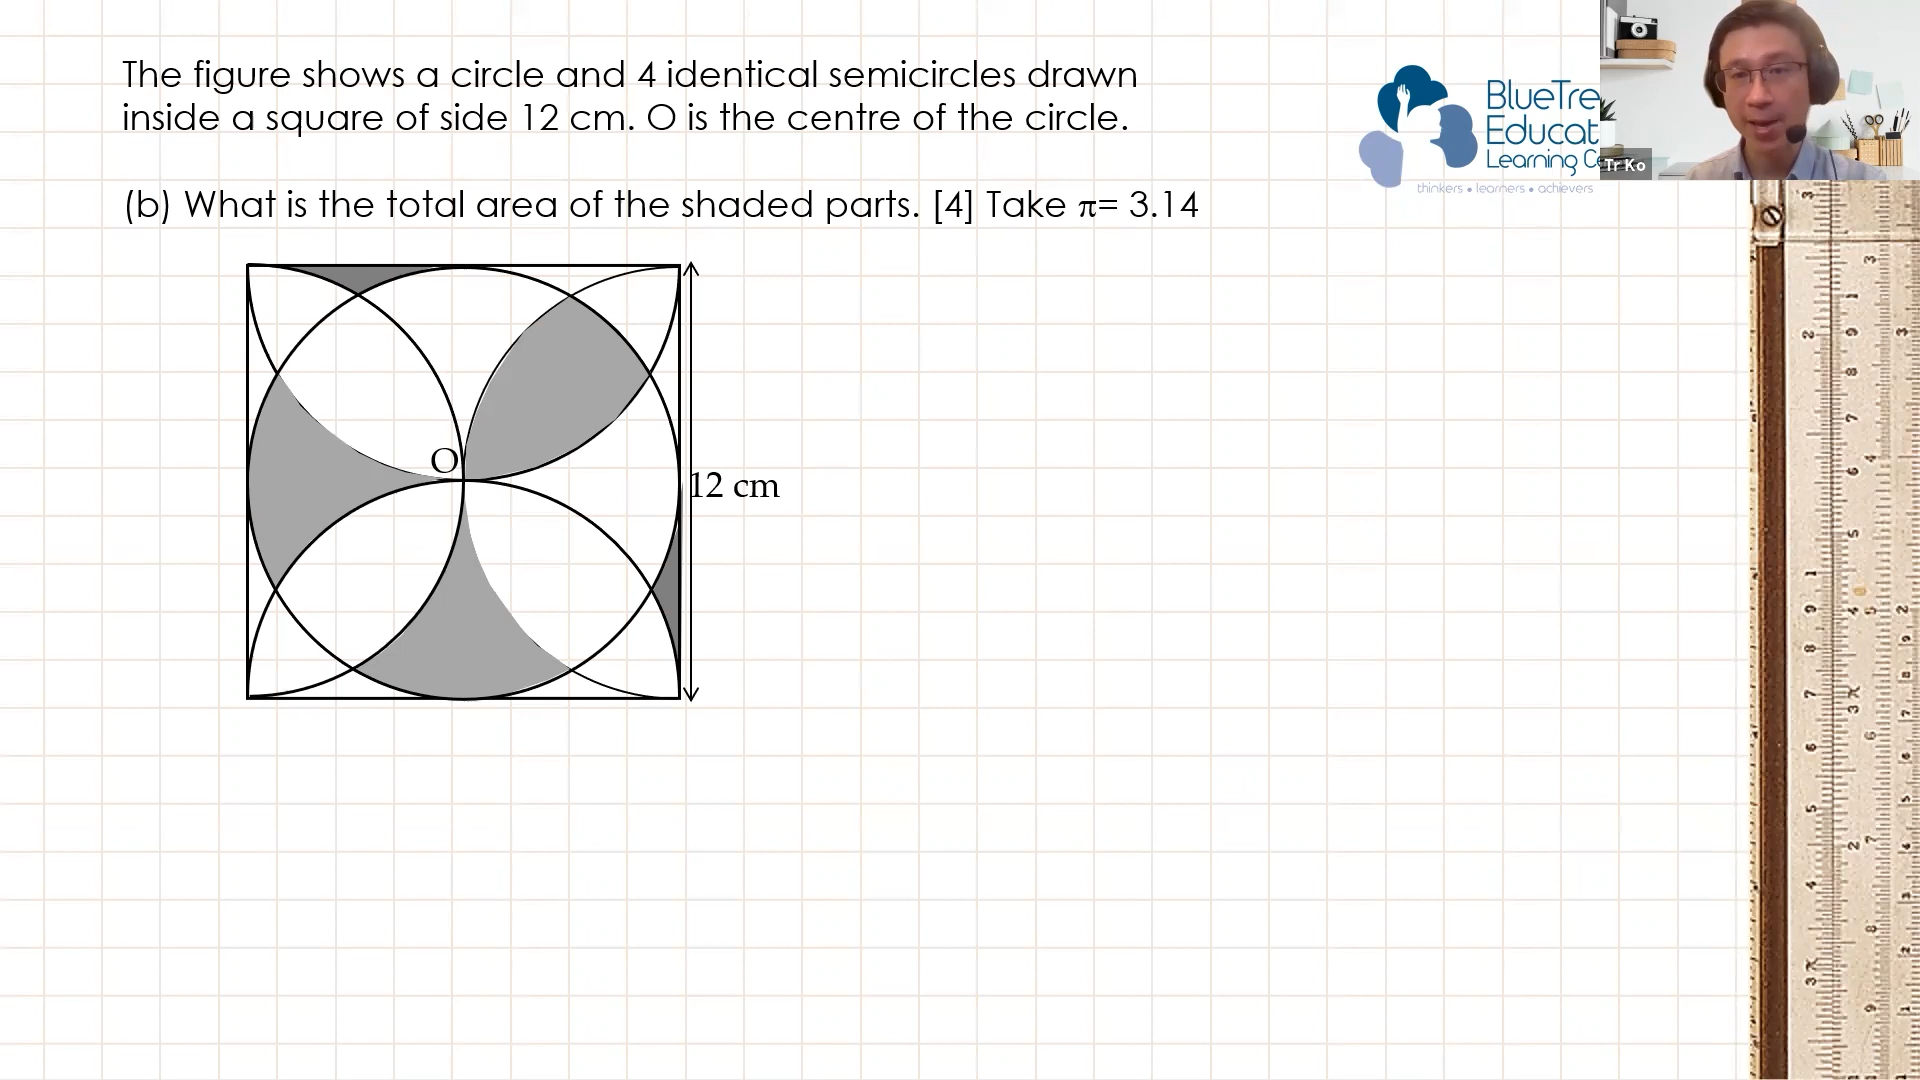 The figure shows a circle and 4 identical semicircles drawn
inside a square of side 12 cm. O is the centre of the circle.
(b) What is the total area of the shaded parts. [4] Take π= 3.14
BlueTre
Educat
Learning Ce
thinkers • learners • achievers
Tr Ko
O
12 cm